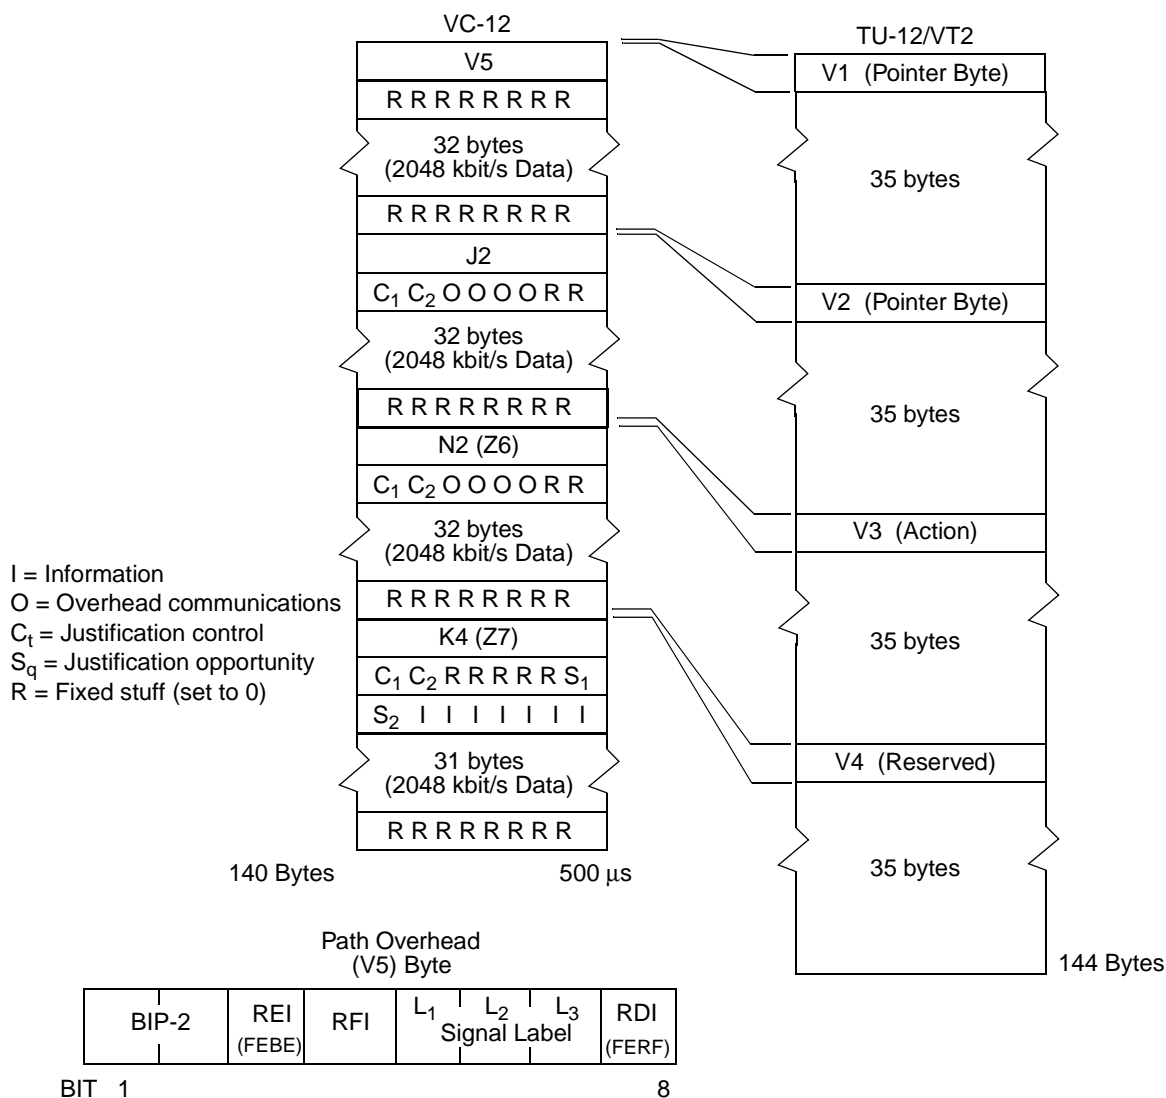 VC-12
V5
R R R R R R R R
32 bytes
(2048 kbit/s Data)
R R R R R R R R
J2
C1 C2 O O O O R R
32 bytes
(2048 kbit/s Data)
R R R R R R R R
N2 (Z6)
C1 C2 O O O O R R
32 bytes
(2048 kbit/s Data)
R R R R R R R R
K4 (Z7)
C1 C2 R R R R R S1
S2 I I I I I I I
31 bytes
(2048 kbit/s Data)
R R R R R R R R
140 Bytes
500 μs
TU-12/VT2
V1 (Pointer Byte)
35 bytes
V2 (Pointer Byte)
35 bytes
V3 (Action)
35 bytes
V4 (Reserved)
35 bytes
144 Bytes
I = Information
O = Overhead communications
Ct = Justification control
Sq = Justification opportunity
R = Fixed stuff (set to 0)
Path Overhead
(V5) Byte
BIP-2
REI
(FEBE)
RFI
L1 L2 L3
Signal Label
RDI
(FERF)
BIT 1
8